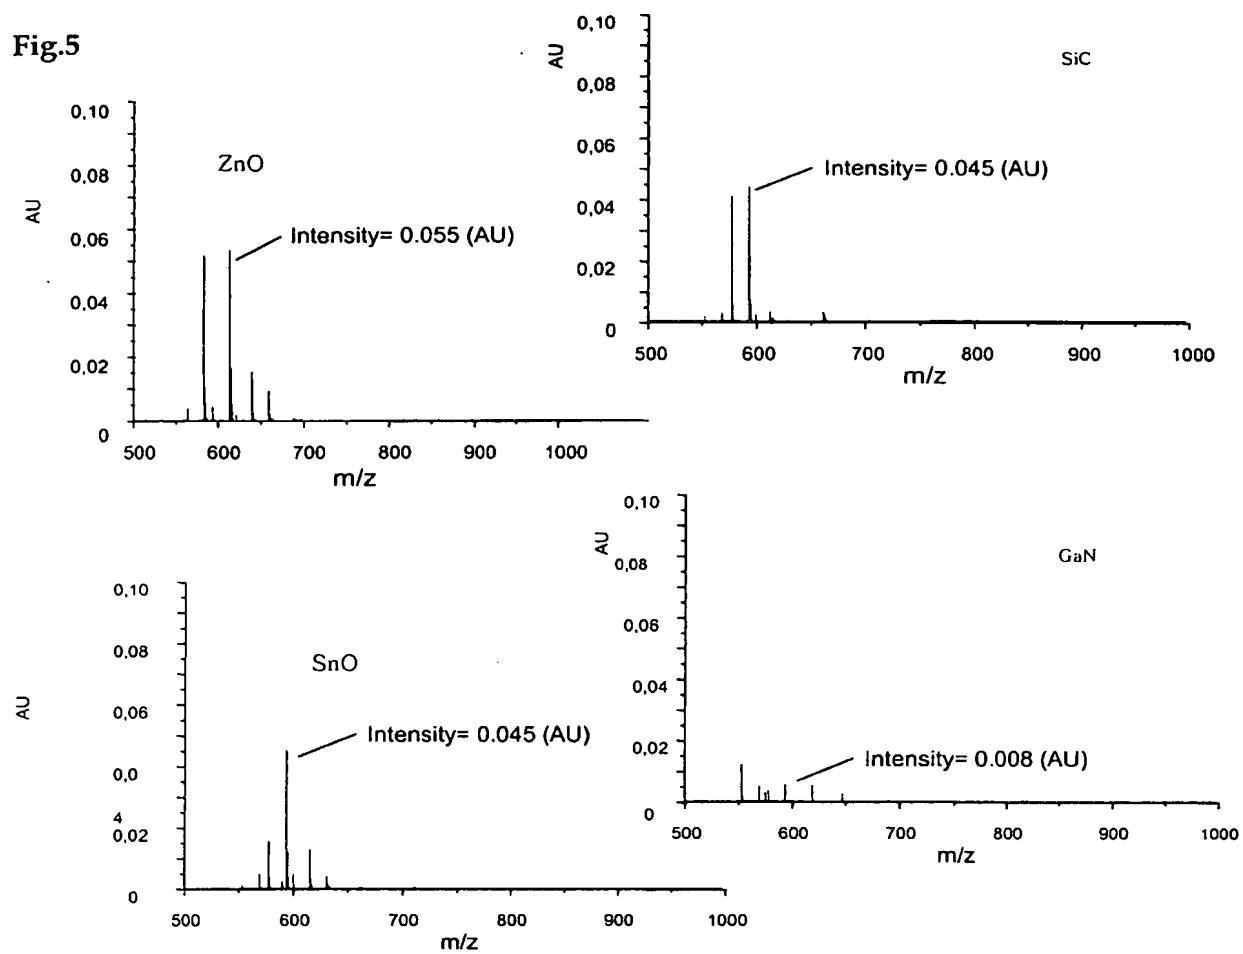 Fig.5
0,10
0,08
0,06
0,04
0,02
0
AU
ZnO
Intensity= 0.055 (AU)
500 600 700 800 900 1000
m/z
0,10
0,08
0,06
0,04
0,02
0
AU
SiC
Intensity= 0.045 (AU)
500 600 700 800 900 1000
m/z
0,10
0,08
0,06
0,0
4
0,02
0
AU
SnO
Intensity= 0.045 (AU)
500 600 700 800 900 1000
m/z
0,10
0,08
0,06
0,04
0,02
0
AU
GaN
Intensity= 0.008 (AU)
500 600 700 800 900 1000
m/z